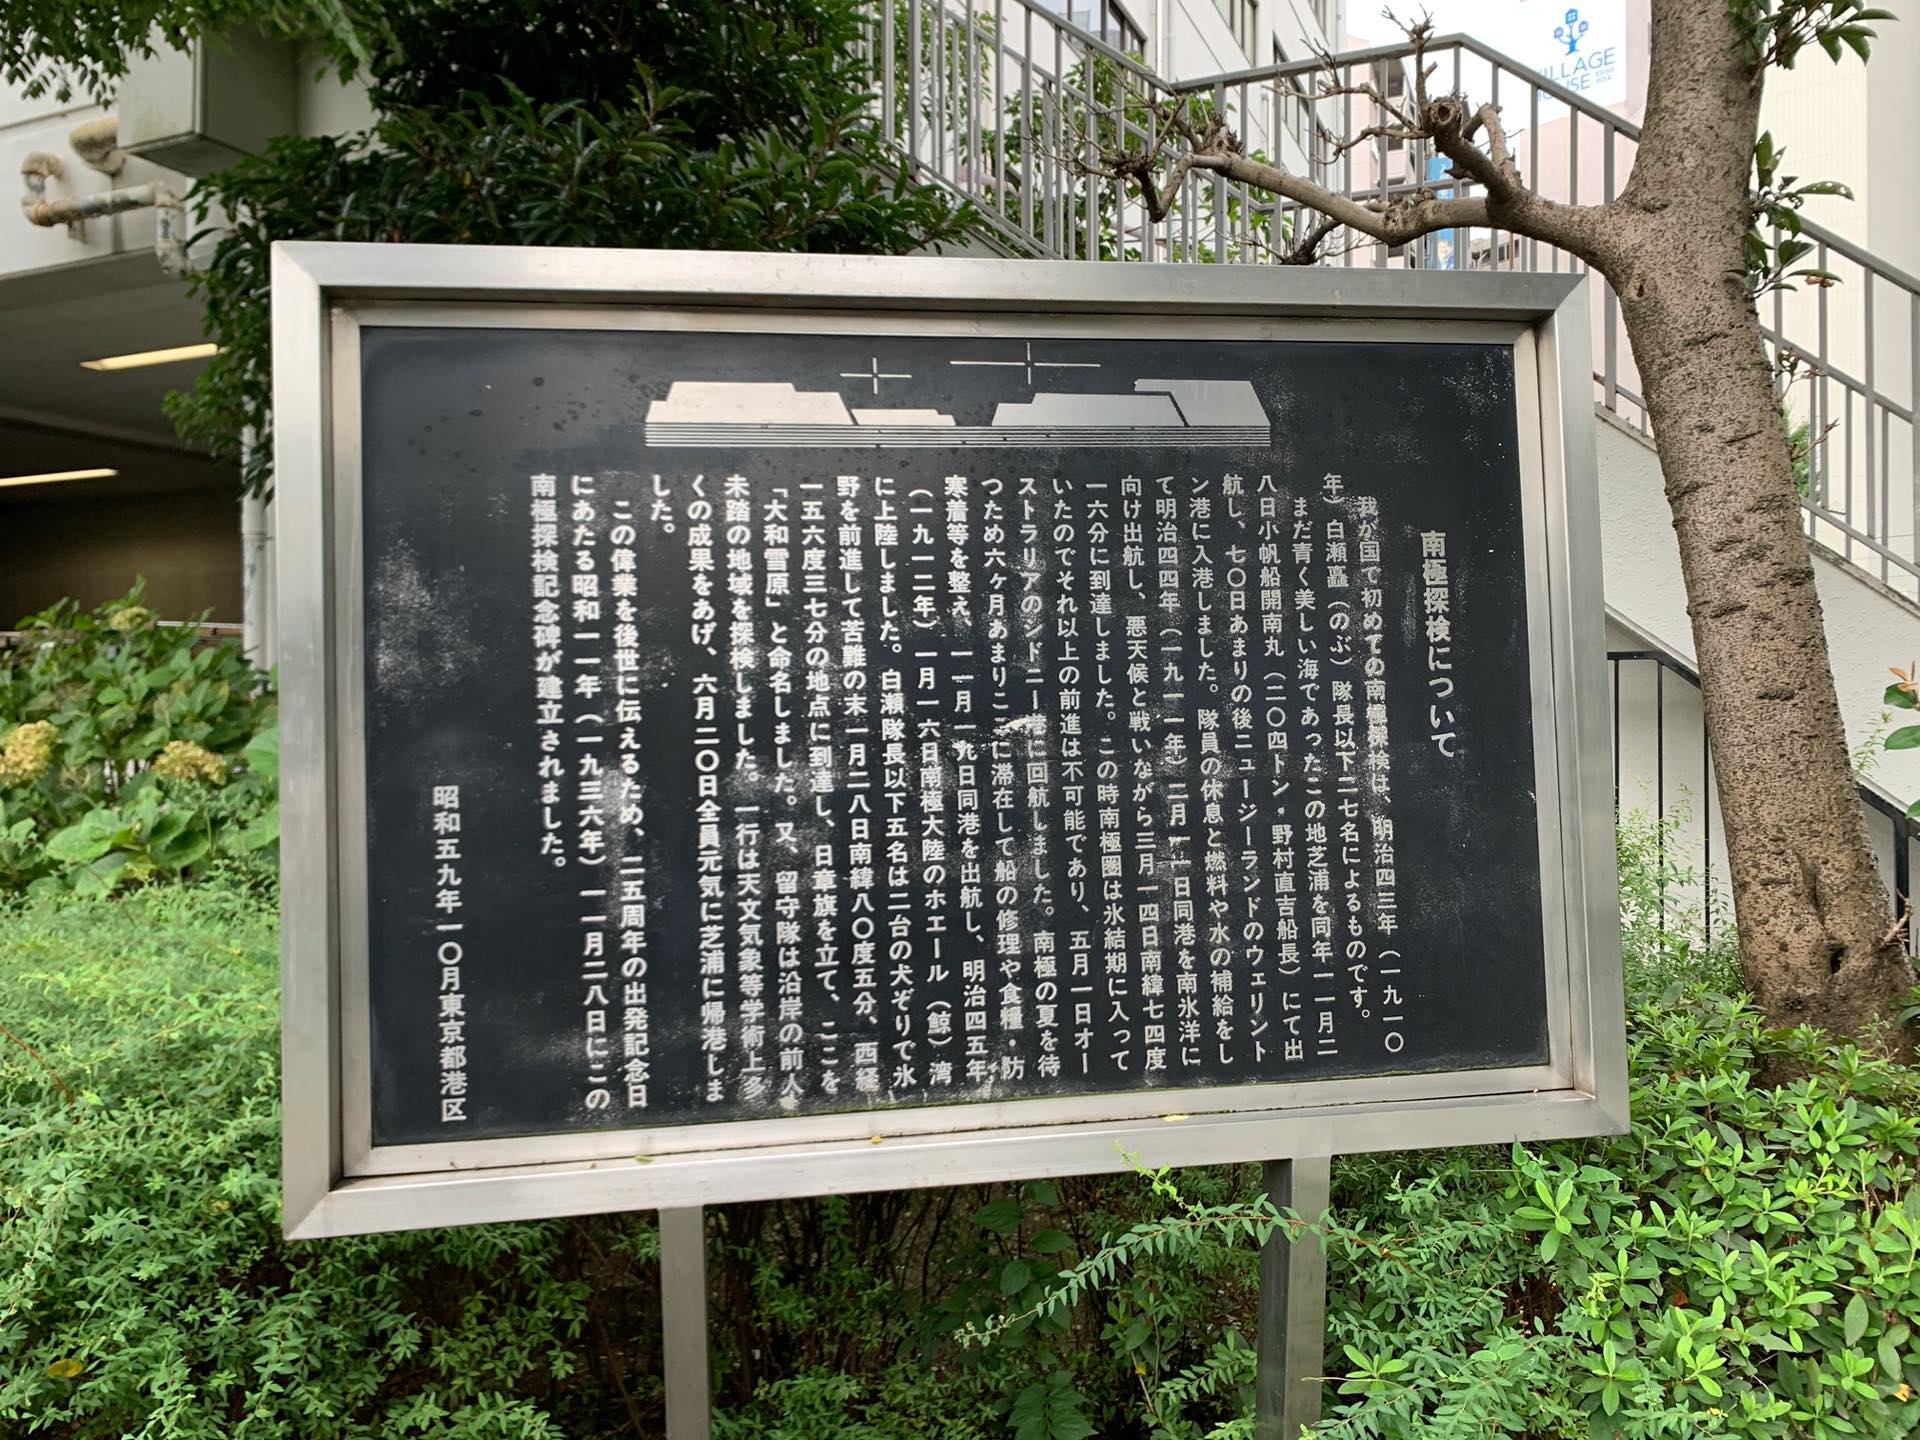 南極探検について
我が国で初めての南極探検は、明治四三年（一九一〇
年）白瀬矗（のぶ）隊長以下二七名によるものです。
まだ青く美しい海であったこの地芝浦を同年一一月二
八日小帆船開南丸（二〇四トン・野村直吉船長）にて出
航し、七〇日あまりの後ニュージーランドのウェリント
ン港に入港しました。隊員の休息と燃料や水の補給をし
て明治四四年（一九一一年）二月一一日同港を南氷洋に
向け出航し、悪天候と戦いながら三月一四日南緯七四度
一六分に到達しました。この時南極圏は氷結期に入って
いたのでそれ以上の前進は不可能であり、五月一日オー
ストラリアのシドニー港に回航しました。南極の夏を待
つため六ヶ月あまりここに滞在して船の修理や食糧・防
寒着等を整え、一一月一九日同港を出航し、明治四五年
（一九一二年）一月一六日南極大陸のホエール（鯨）湾
に上陸しました。白瀬隊長以下五名は二台の犬ぞりで氷
野を前進して苦難の末一月二八日南緯八〇度五分、西経
一五六度三七分の地点に到達し、日章旗を立て、ここを
「大和雪原」と命名しました。又、留守隊は沿岸の前人
未踏の地域を探検しました。一行は天文気象等学術上多
くの成果をあげ、六月二〇日全員元気に芝浦に帰港しま
した。
この偉業を後世に伝えるため、二五周年の出発記念日
にあたる昭和一一年（一九三六年）一一月二八日にこの
南極探検記念碑が建立されました。
昭和五九年一〇月東京都港区
VILLAGE
HOUSE